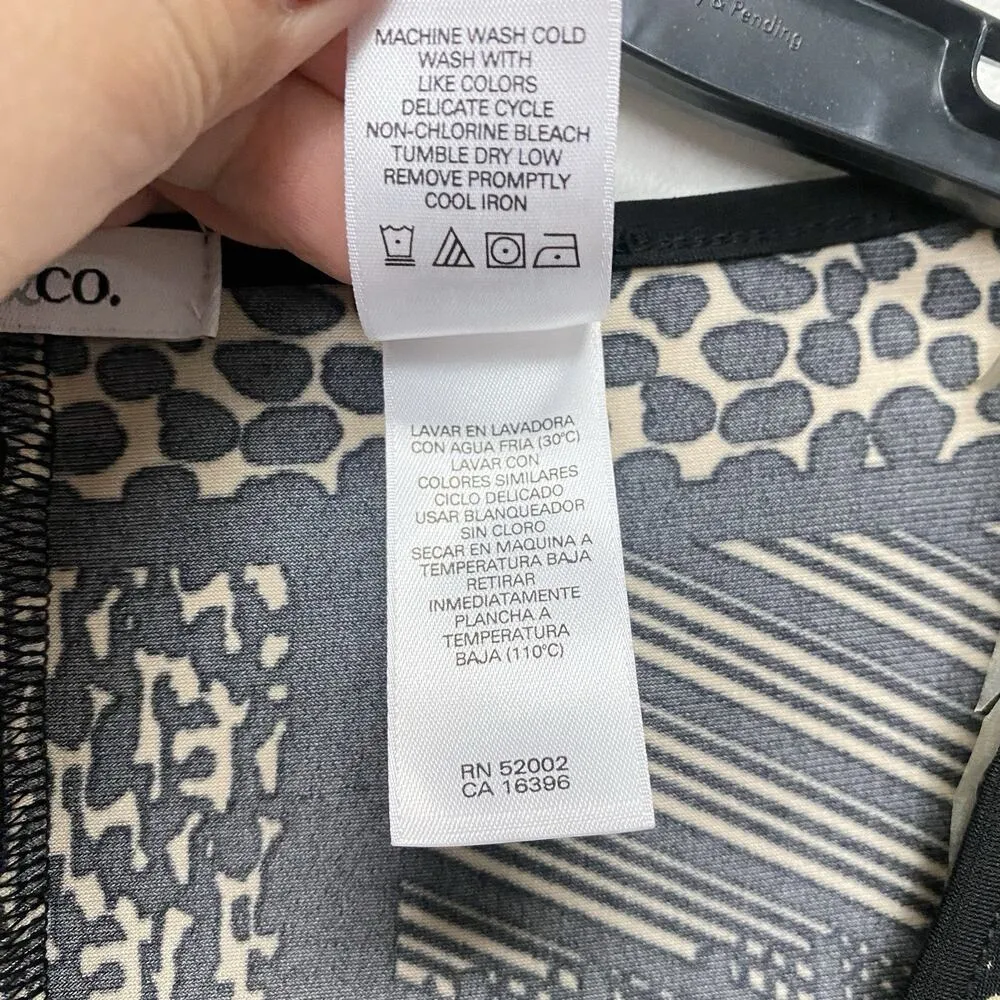 MACHINE WASH COLD
WASH WITH
LIKE COLORS
DELICATE CYCLE
NON-CHLORINE BLEACH
TUMBLE DRY LOW
REMOVE PROMPTLY
COOL IRON
&CO.
& Pending
LAVAR EN LAVADORA
CON AGUA FRIA (30°C)
LAVAR CON
COLORES SIMILARES
CICLO DELICADO
USAR BLANQUEADOR
SIN CLORO
SECAR EN MAQUINA A
TEMPERATURA BAJA
RETIRAR
INMEDIATAMENTE
PLANCHA A
TEMPERATURA
BAJA (110°C)
RN 52002
CA 16396